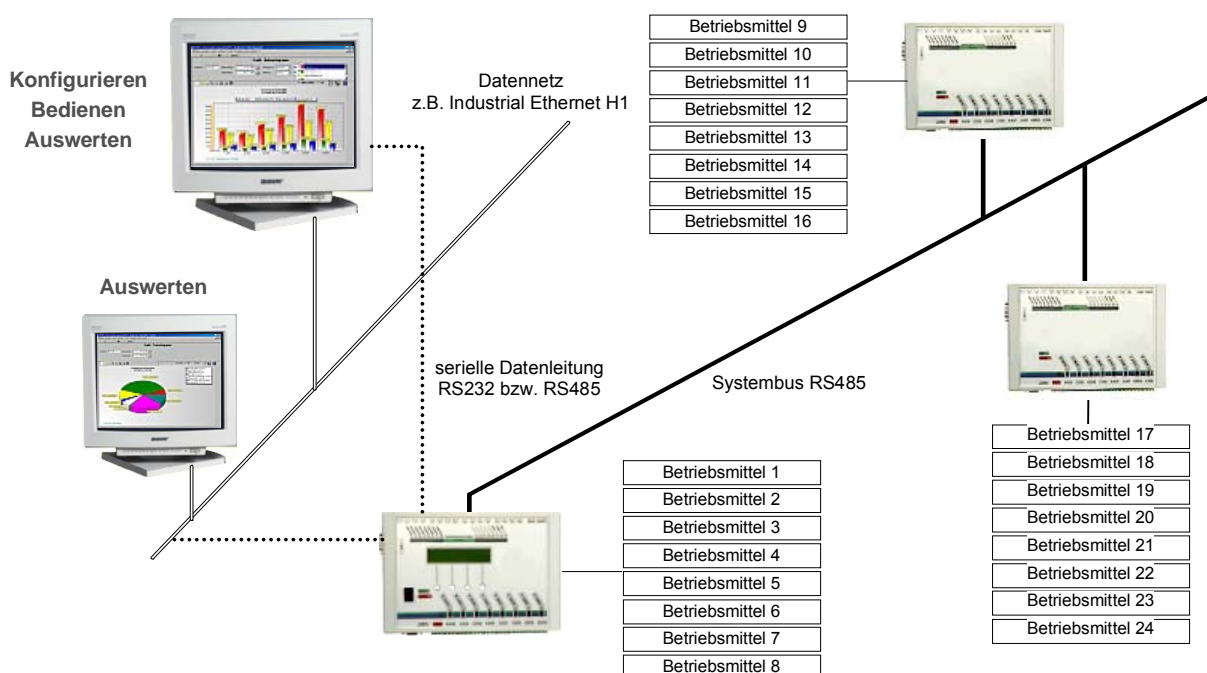 Konfigurieren
Bedienen
Auswerten
Datennetz
z.B. Industrial Ethernet H1
Betriebsmittel 9
Betriebsmittel 10
Betriebsmittel 11
Betriebsmittel 12
Betriebsmittel 13
Betriebsmittel 14
Betriebsmittel 15
Betriebsmittel 16
Auswerten
serielle Datenleitung
RS232 bzw. RS485
Systembus RS485
Betriebsmittel 17
Betriebsmittel 18
Betriebsmittel 19
Betriebsmittel 20
Betriebsmittel 21
Betriebsmittel 22
Betriebsmittel 23
Betriebsmittel 24
Betriebsmittel 1
Betriebsmittel 2
Betriebsmittel 3
Betriebsmittel 4
Betriebsmittel 5
Betriebsmittel 6
Betriebsmittel 7
Betriebsmittel 8